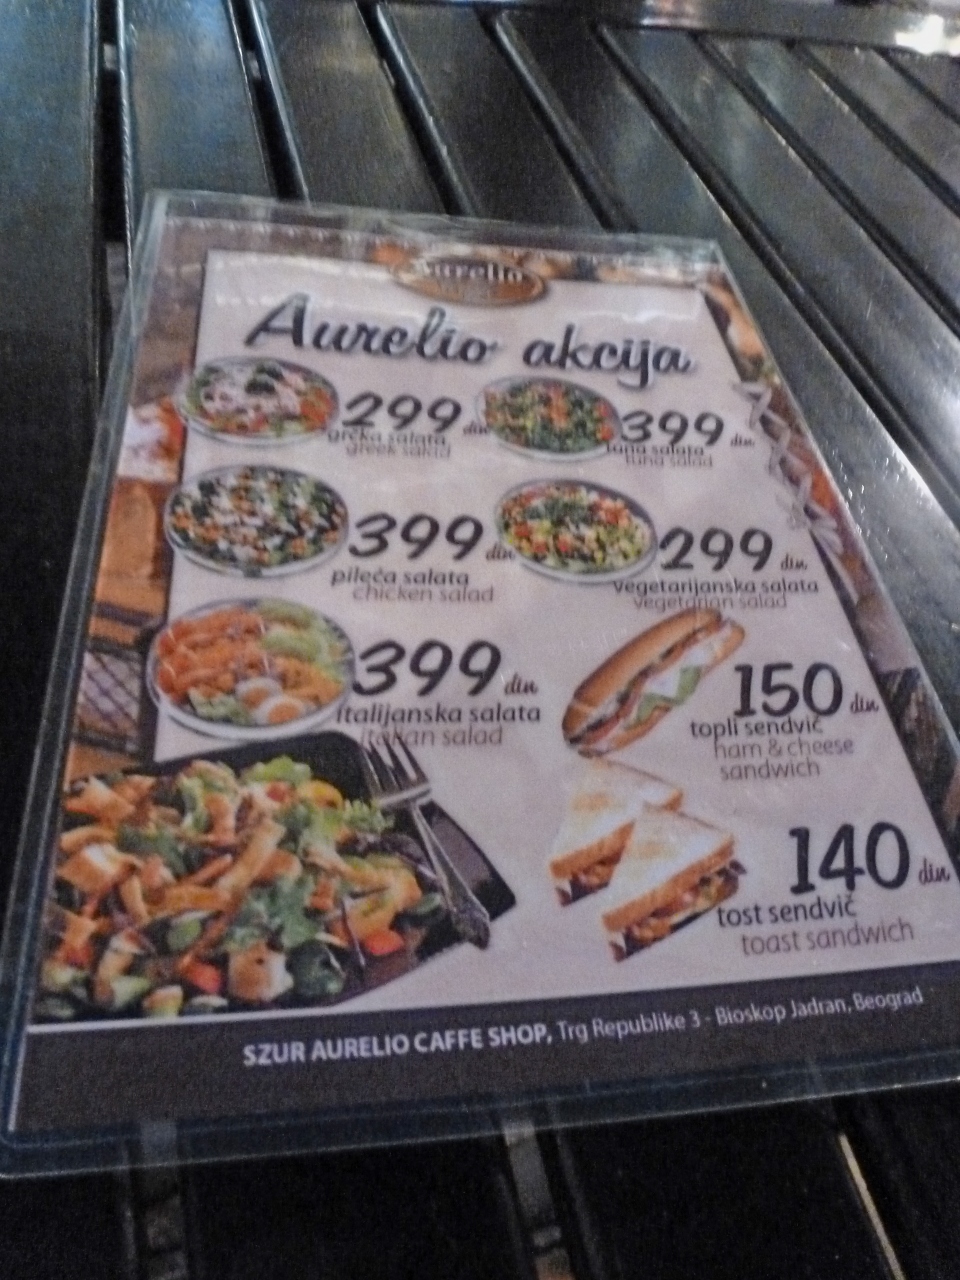 Aurelio
Aurelio akcija
299 din
grčka salata
greek salad
399 din
tuna salata
tuna salad
399 din
pileća salata
chicken salad
299 din
vegetarijanska salata
vegetarian salad
399 din
italijanska salata
italian salad
150 din
topli sendvič
ham & cheese
sandwich
140 din
tost sendvič
toast sandwich
SZUR AURELIO CAFFE SHOP, Trg Republike 3 - Bioskop Jadran, Beograd